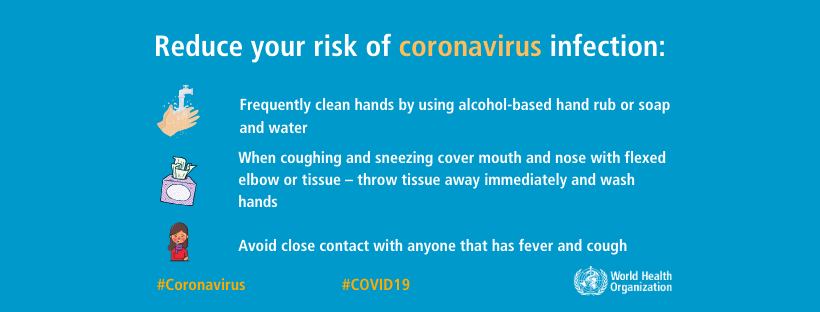 Reduce your risk of coronavirus infection:
Frequently clean hands by using alcohol-based hand rub or soap
and water
When coughing and sneezing cover mouth and nose with flexed
elbow or tissue – throw tissue away immediately and wash
hands
Avoid close contact with anyone that has fever and cough
#Coronavirus
#COVID19
World Health
Organization